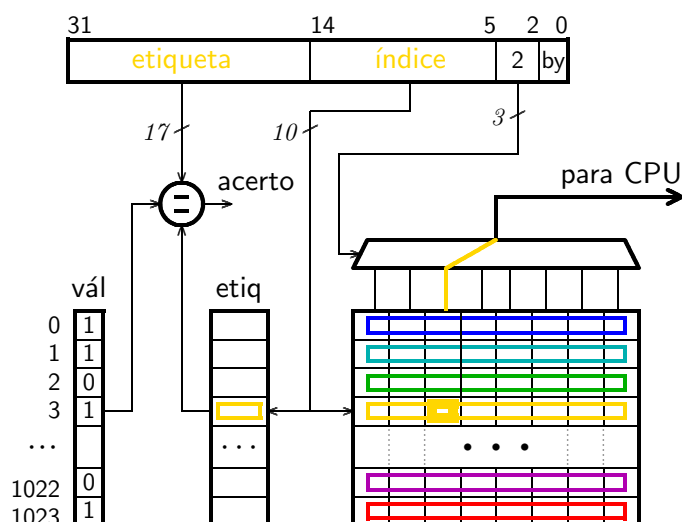 31 14 5 2 0
etiqueta índice 2 by
17 10 3
acerto para CPU
vál etiq
0 1
1 1
2 0
3 1
... ... ...
1022 0
1023 1